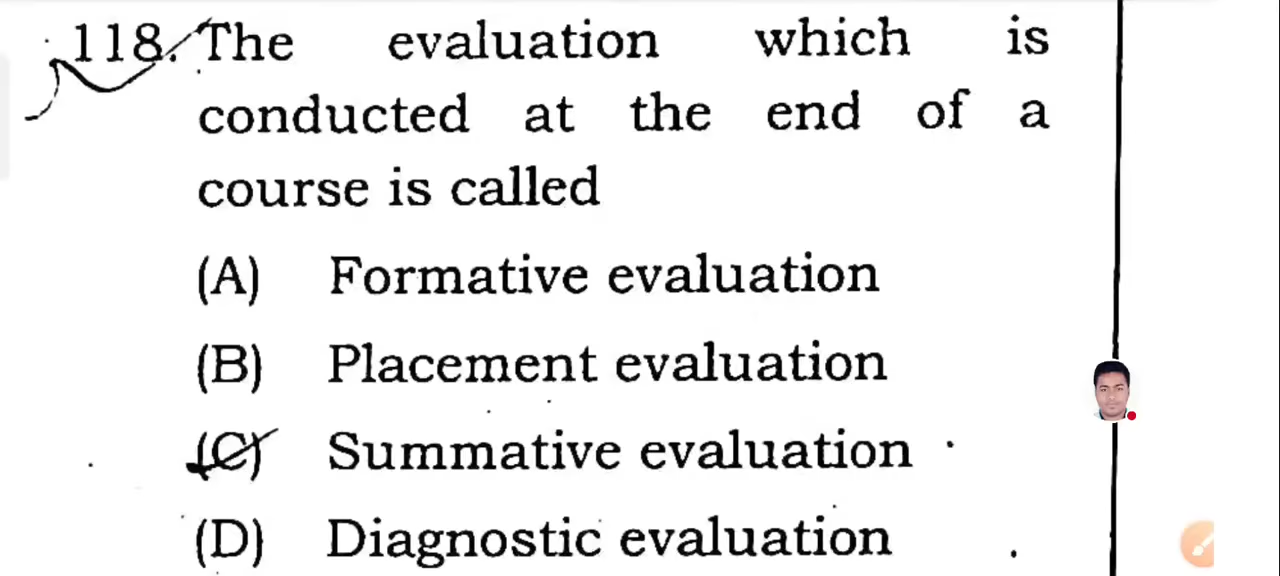 118. The evaluation which is
conducted at the end of a
course is called
(A) Formative evaluation
(B) Placement evaluation
(C) Summative evaluation
(D) Diagnostic evaluation